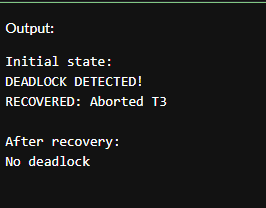 Output:
Initial state:
DEADLOCK DETECTED!
RECOVERED: Aborted T3
After recovery:
No deadlock